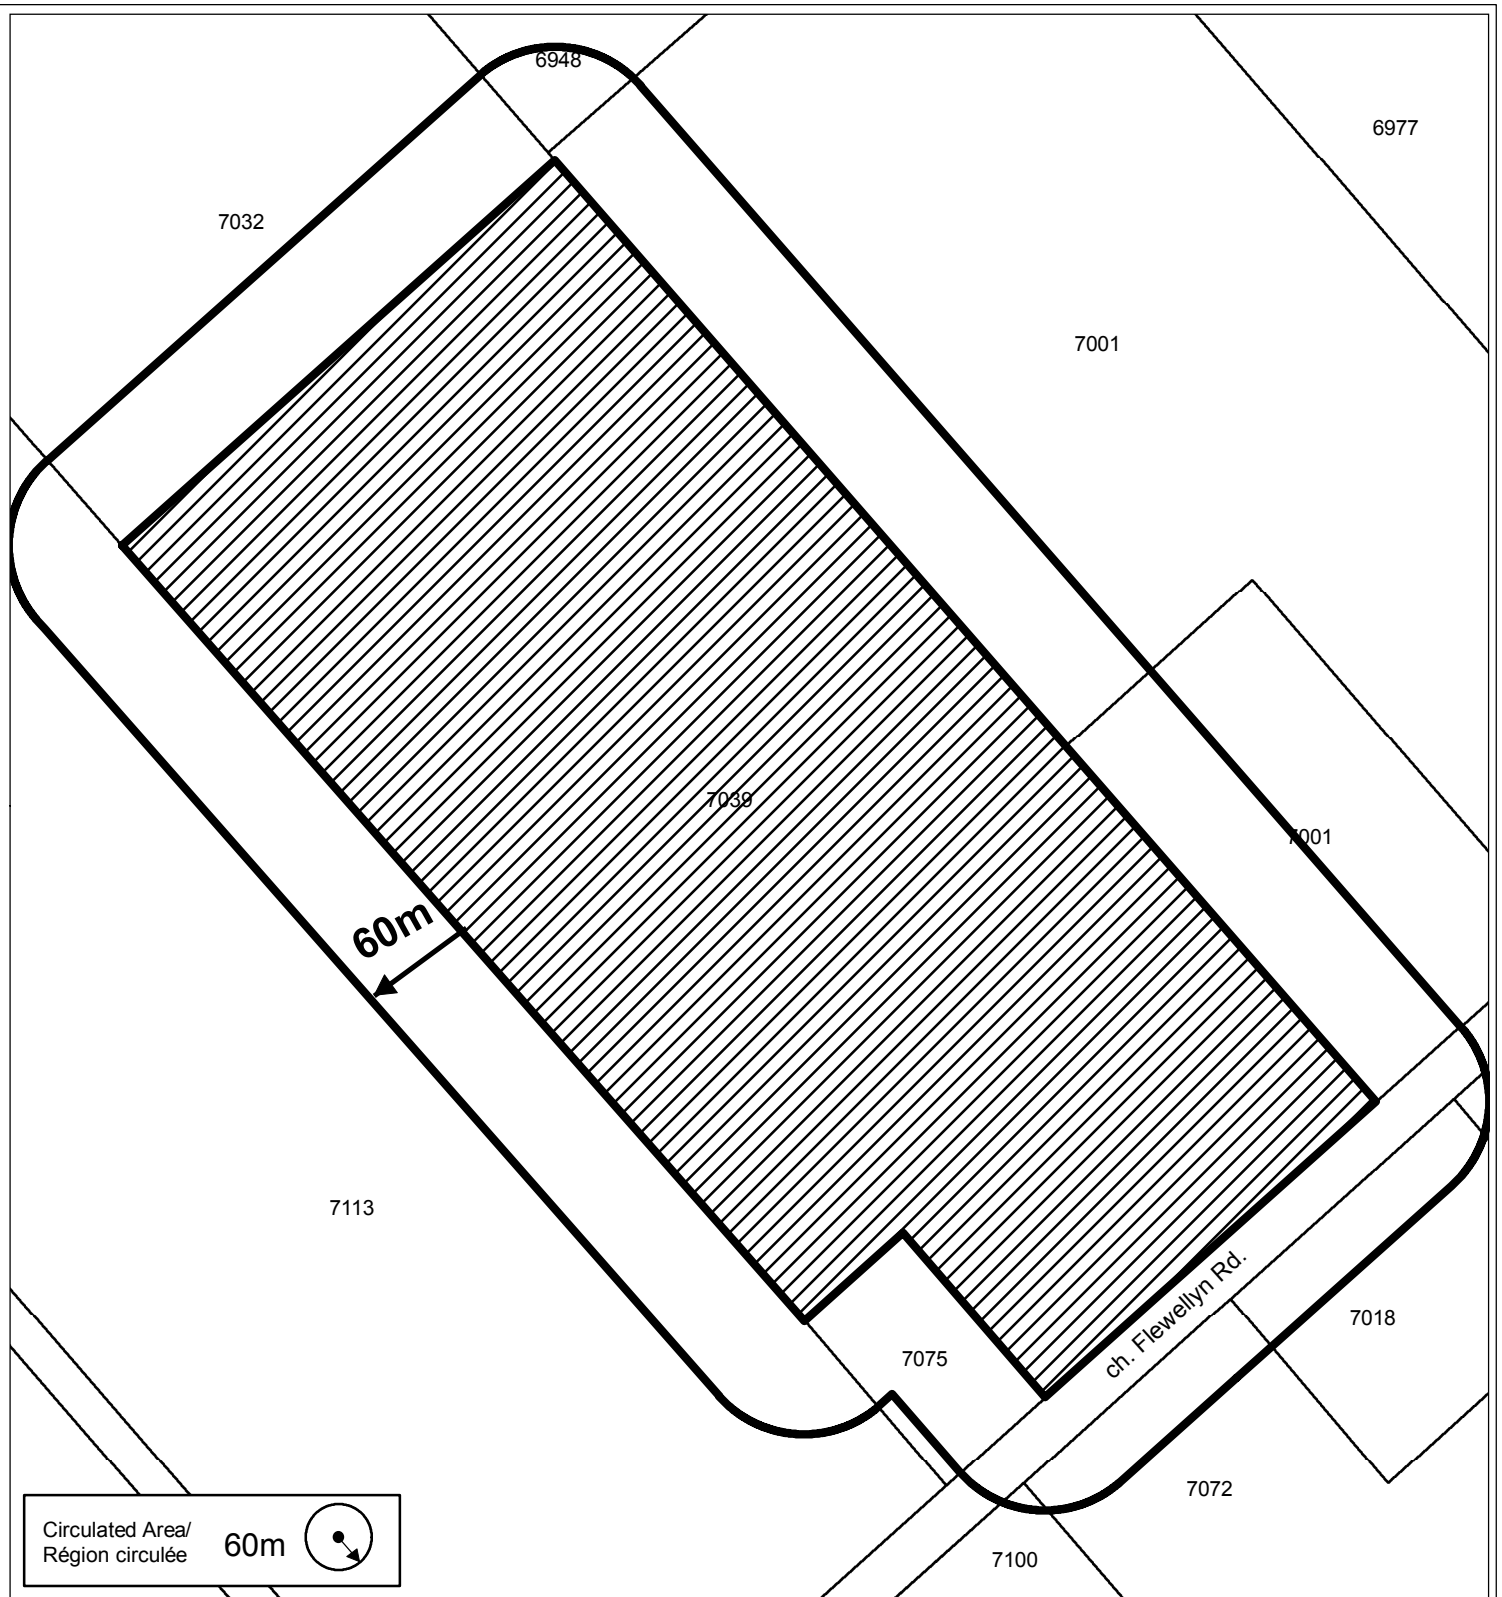 6948
6977
7032
7001
7039
7001
60m
7113
ch. Flewellyn Rd.
7018
7075
7072
7100
Circulated Area/
Région circulée
60m